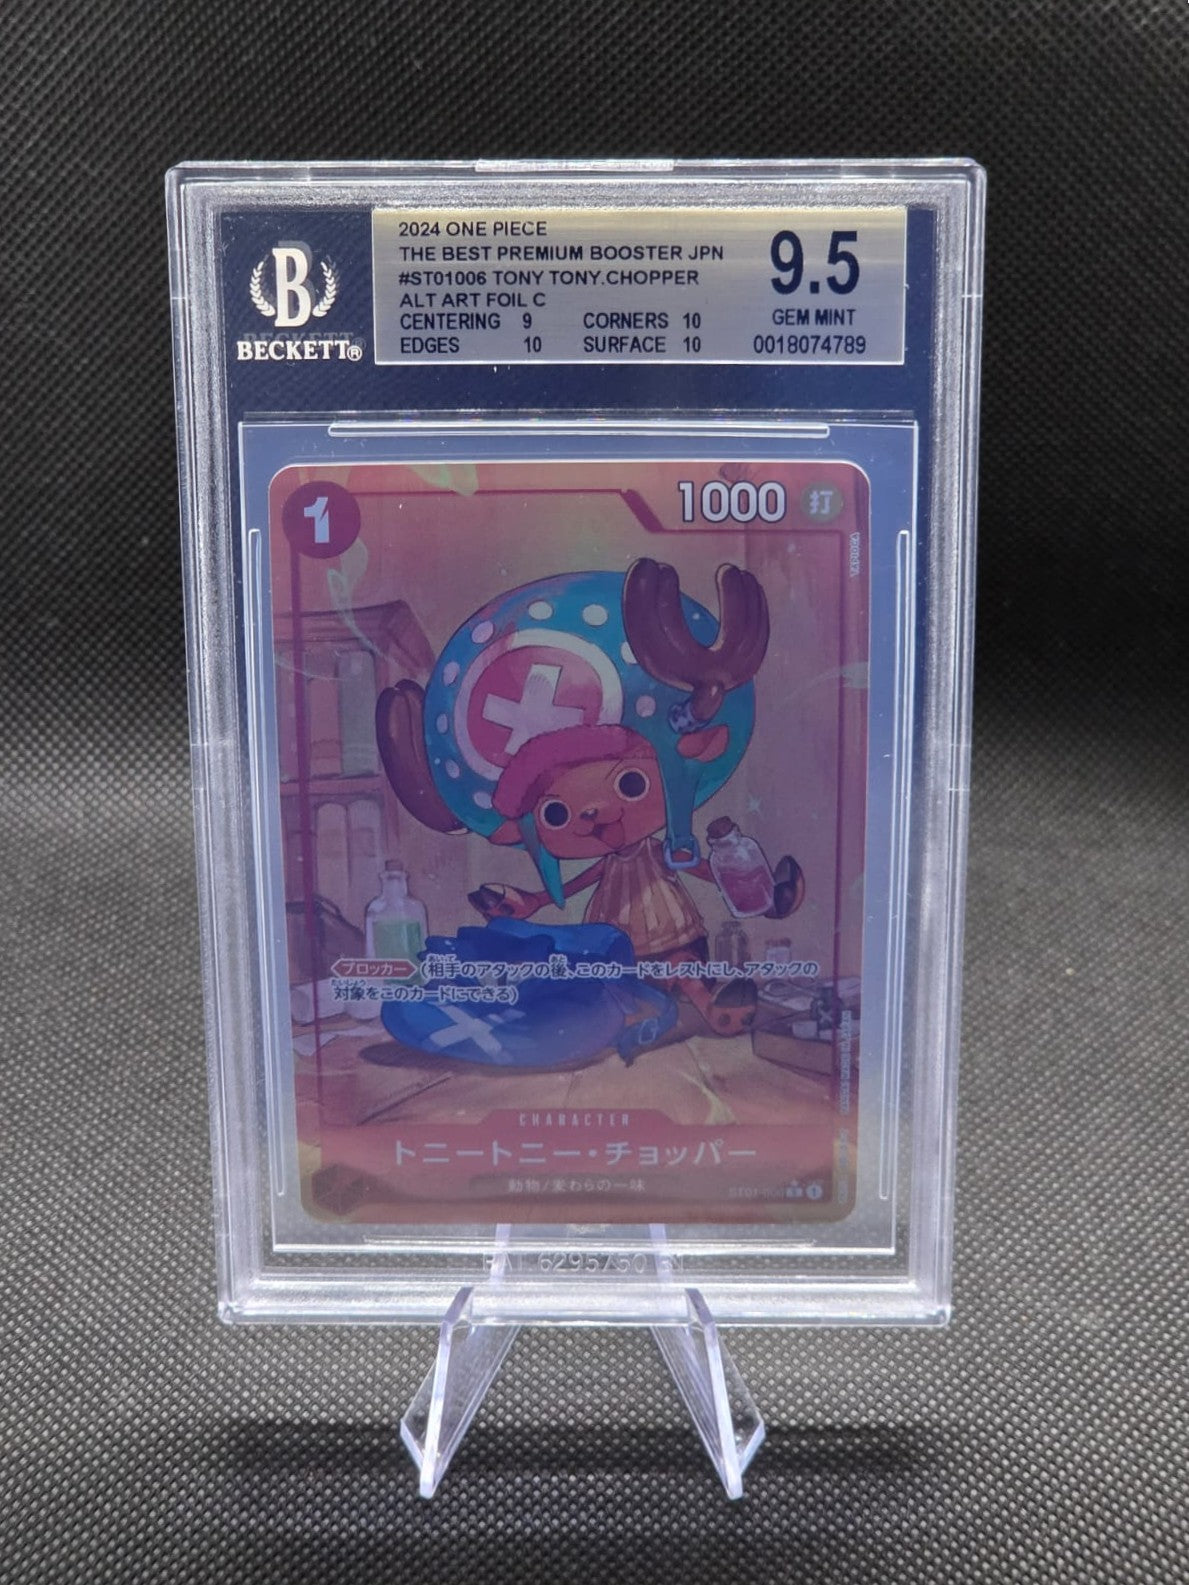 2024 ONE PIECE
THE BEST PREMIUM BOOSTER JPN
#ST01006 TONY TONY.CHOPPER
ALT ART FOIL C
CENTERING 9 CORNERS 10
EDGES 10 SURFACE 10
9.5
GEM MINT
0018074789
B
BECKETT®
1
1000 打
TAPIOCA
ブロッカー (相手のアタックの後、このカードをレストにし、アタックの
対象をこのカードにできる)
CHARACTER
トニートニー・チョッパー
動物/麦わらの一味
ST01-006 C 1